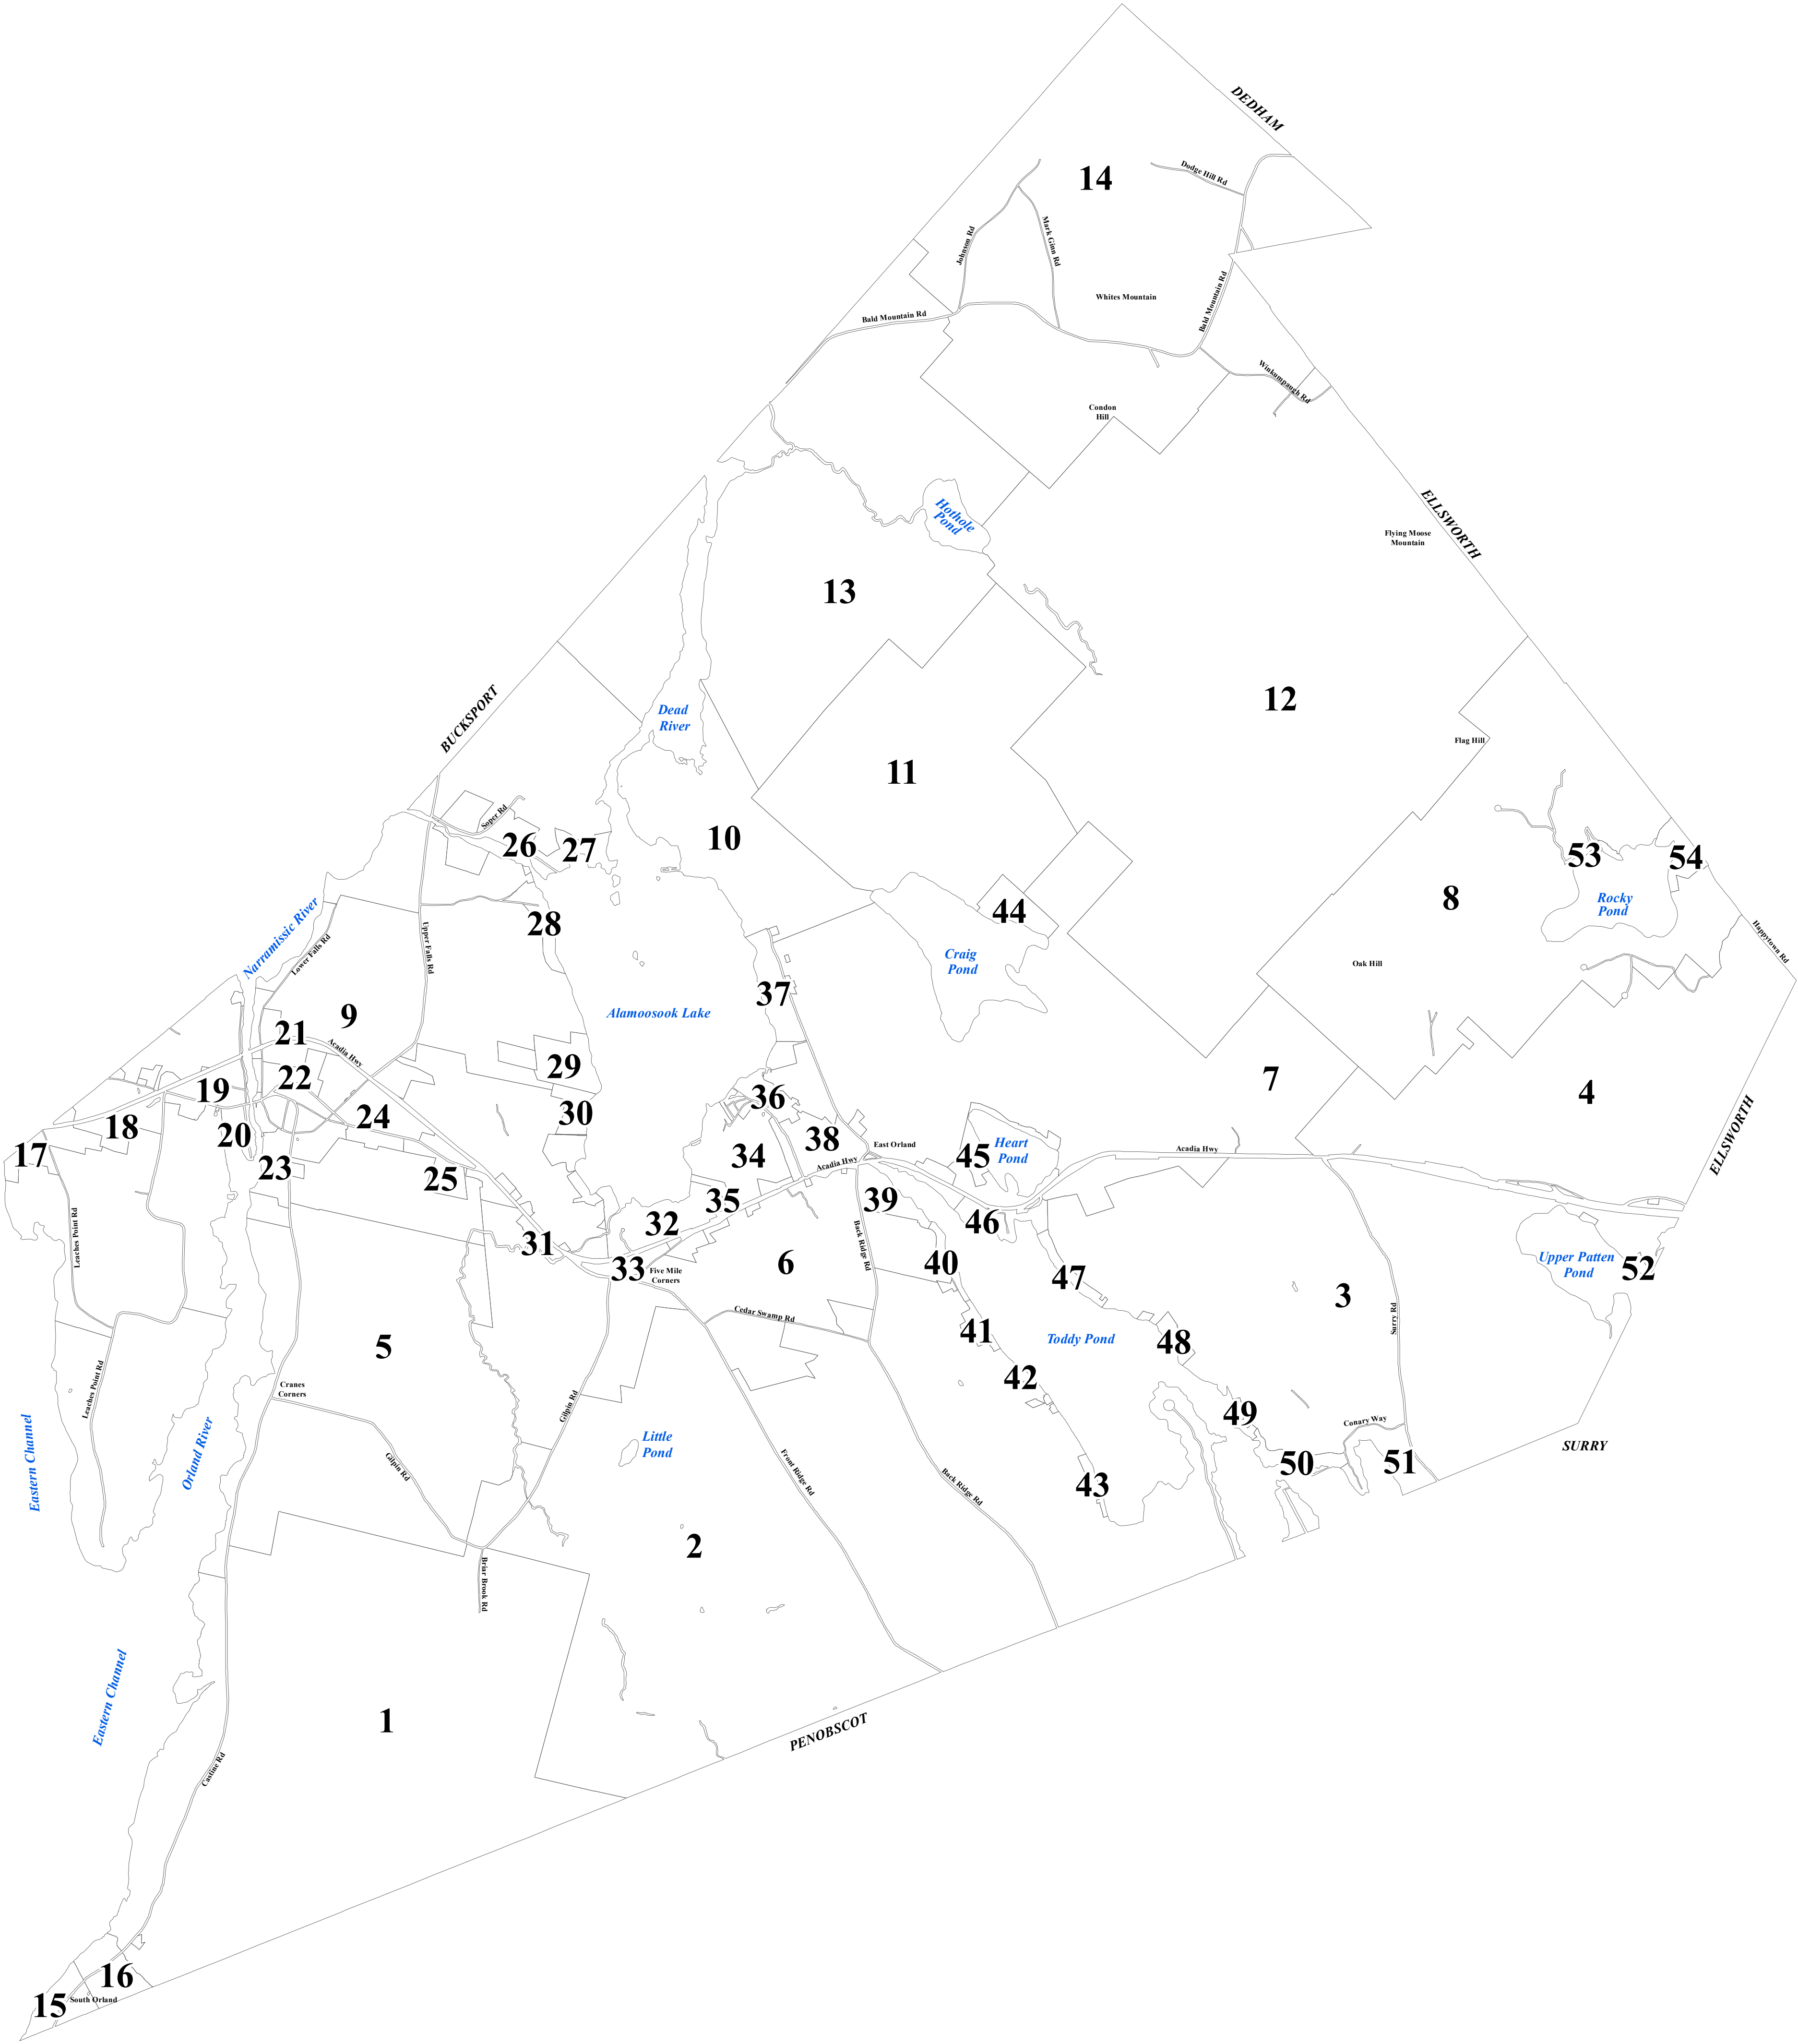 DEDHAM
14
Dodge Hill Rd
Johnson Rd
Mark Ginn Rd
Whites Mountain
Bald Mountain Rd
Bald Mountain Rd
Winkumpaugh Rd
Condon
Hill
Hothole
Pond
ELLSWORTH
Flying Moose
Mountain
13
12
BUCKSPORT
Dead
River
Flag Hill
11
10
Soper Rd
26
27
53
54
8
Rocky
Pond
44
28
Narramissic River
Lower Falls Rd
Upper Falls Rd
Craig
Pond
Oak Hill
Happytown Rd
37
Alamoosook Lake
9
21
Acadia Hwy
29
22
19
7
4
36
30
24
18
20
38
East Orland
Heart
Pond
45
Acadia Hwy
ELLSWORTH
17
23
34
Acadia Hwy
25
35
39
32
46
Leaches Point Rd
31
Back Ridge Rd
33
Five Mile
Corners
6
40
47
Upper Patten
Pond
52
3
Cedar Swamp Rd
Surry Rd
41
Toddy Pond
48
5
42
Leaches Point Rd
Cranes
Corners
Gilpin Rd
49
Conary Way
Eastern Channel
Orland River
Little
Pond
SURRY
Gilpin Rd
Front Ridge Rd
Back Ridge Rd
50
51
43
2
Briar Brook Rd
Eastern Channel
1
PENOBSCOT
Castine Rd
16
15
South Orland